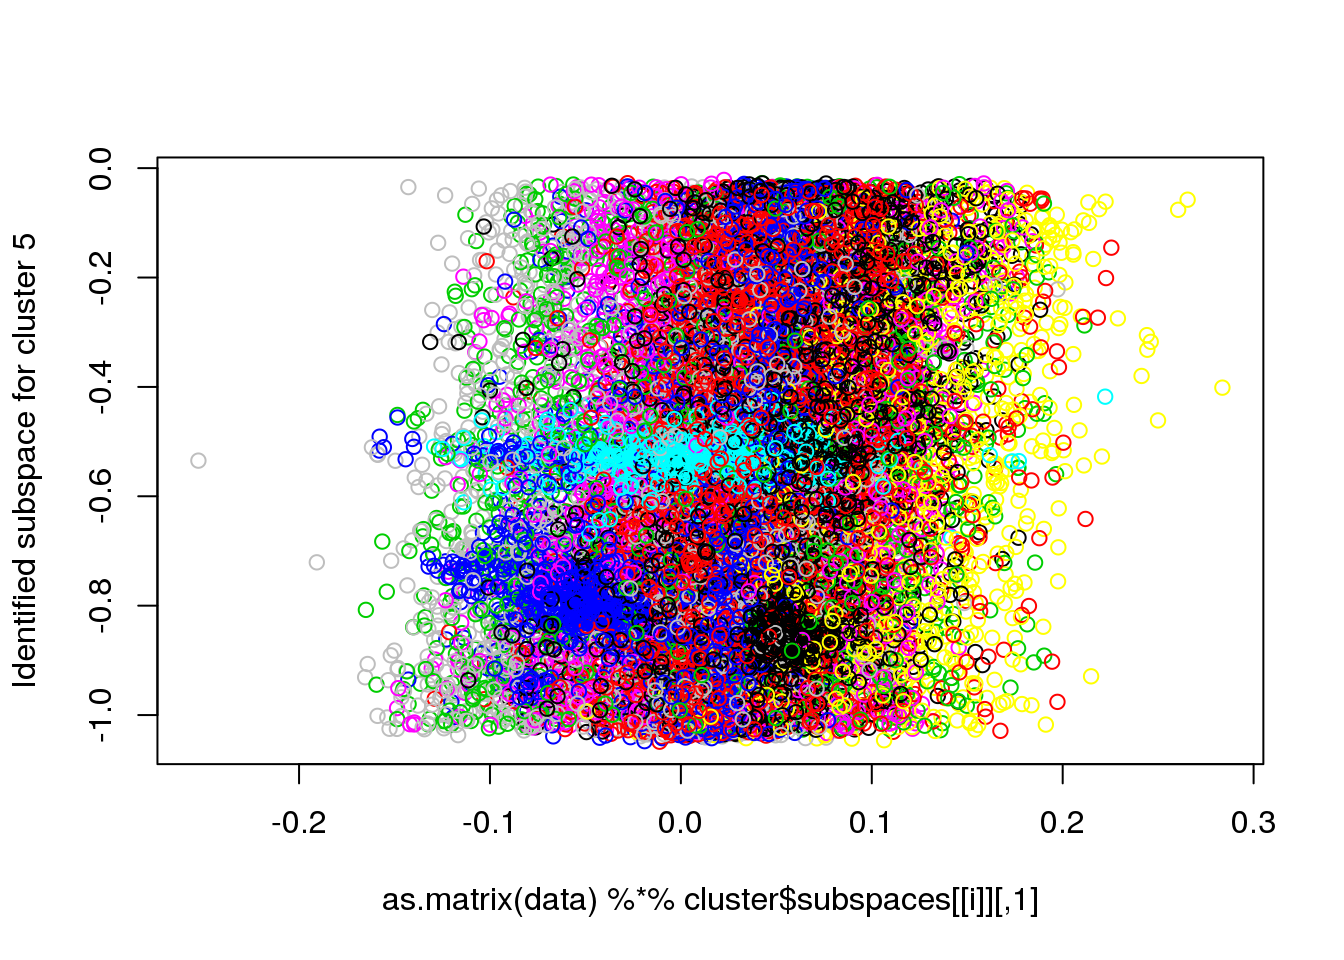 Identified subspace for cluster 5
0.0
-0.2
-0.4
-0.6
-0.8
-1.0
-0.2 -0.1 0.0 0.1 0.2 0.3
as.matrix(data) %*% cluster$subspaces[[i]][,1]